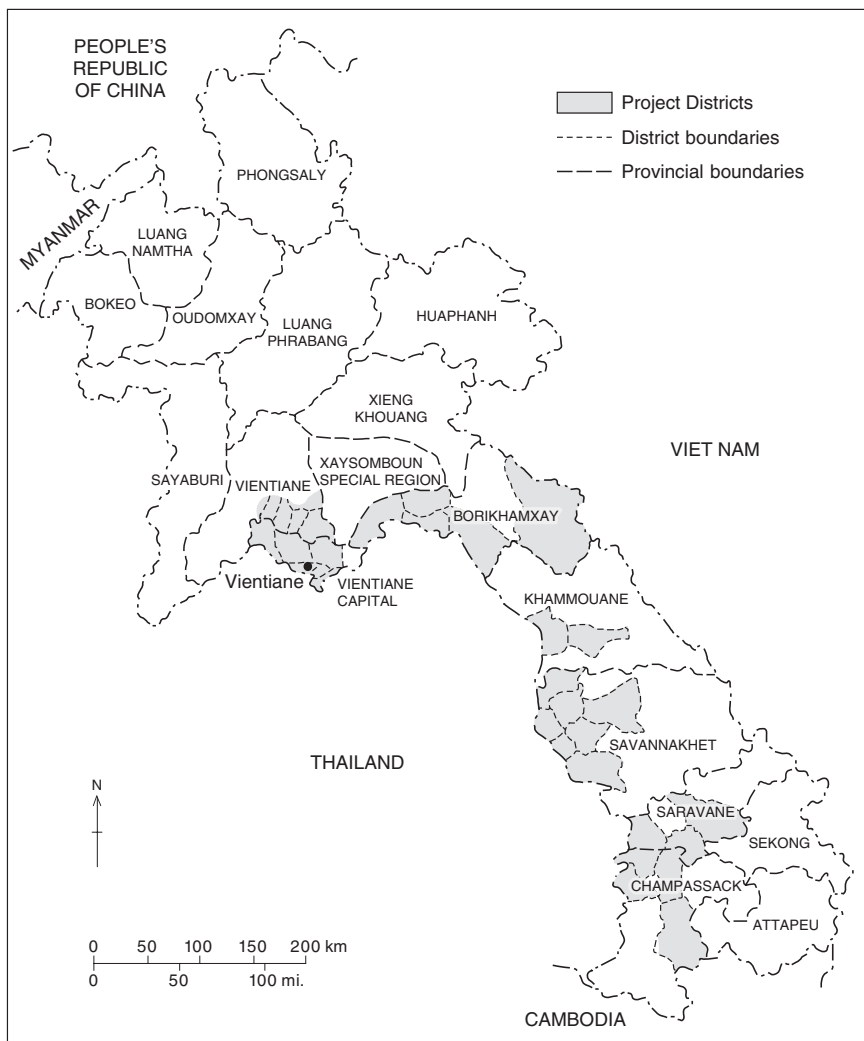 PEOPLE'S
REPUBLIC
OF CHINA
Project Districts
District boundaries
Provincial boundaries
PHONGSALY
MYANMAR
LUANG
NAMTHA
BOKEO
OUDOMXAY
LUANG
PHRABANG
HUAPHANH
XIENG
KHOUANG
VIET NAM
SAYABURI
VIENTIANE
XAYSOMBOUN
SPECIAL REGION
BORIKHAMXAY
Vientiane
VIENTIANE
CAPITAL
KHAMMOUANE
THAILAND
SAVANNAKHET
N
SARAVANE
SEKONG
CHAMPASSACK
ATTAPEU
0 50 100 150 200 km
0 50 100 mi.
CAMBODIA